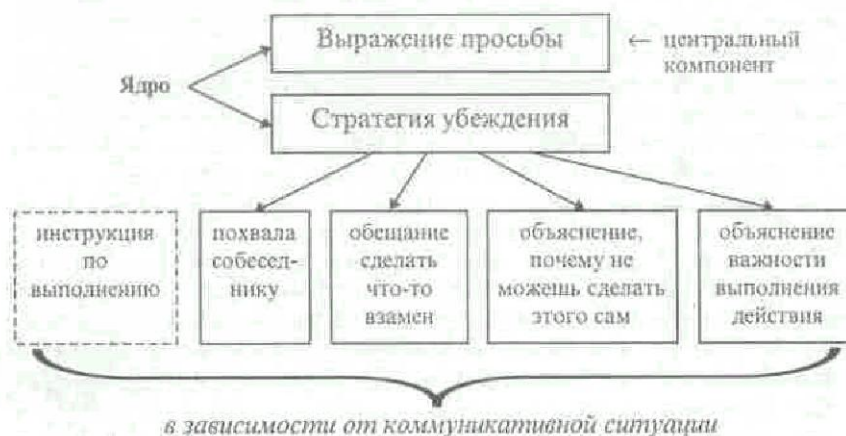 Выражение просьбы
← центральный
компонент
Ядро
Стратегия убеждения
инструкция
по
выполнению
похвала
собесед-
нику
обещание
сделать
что-то
взамен
объяснение,
почему не
можешь сделать
этого сам
объяснение
важности
выполнения
действия
в зависимости от коммуникативной ситуации